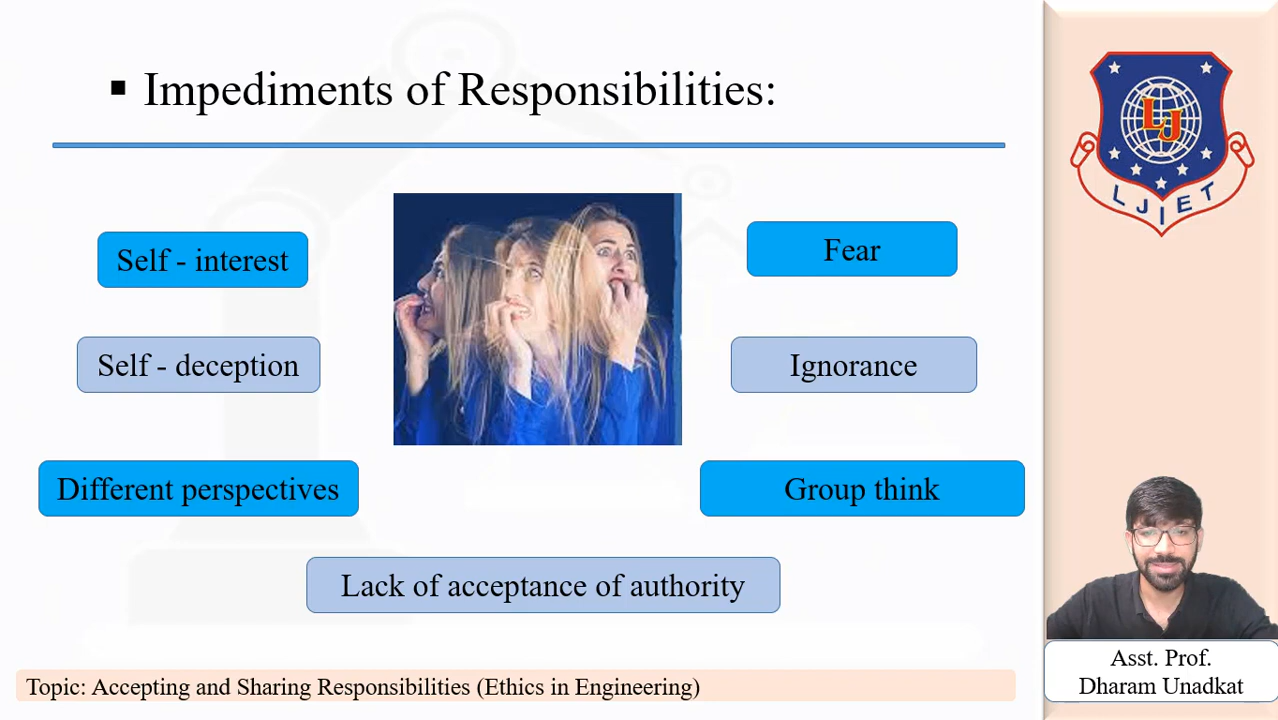 ▪ Impediments of Responsibilities:
Self - interest
Fear
Self - deception
Ignorance
Different perspectives
Group think
Lack of acceptance of authority
Topic: Accepting and Sharing Responsibilities (Ethics in Engineering)
LJ
LJIET
Asst. Prof.
Dharam Unadkat